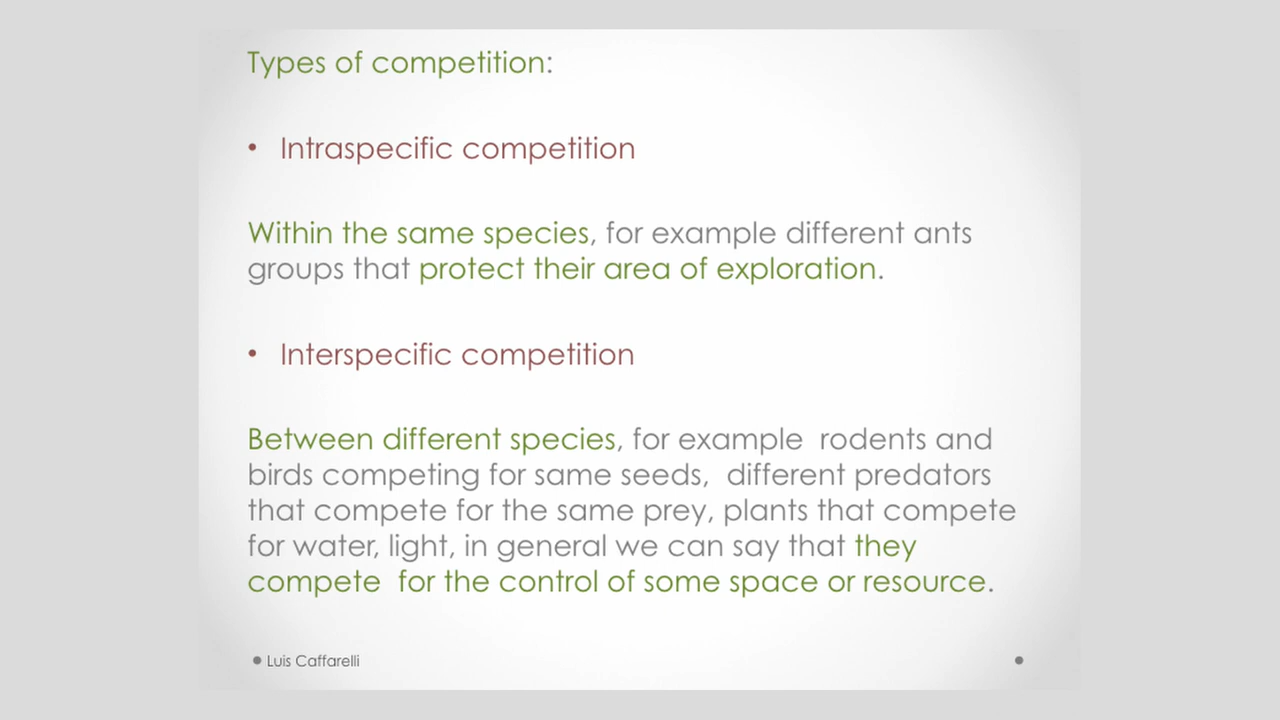 Types of competition:
• Intraspecific competition
Within the same species, for example different ants
groups that protect their area of exploration.
• Interspecific competition
Between different species, for example  rodents and
birds competing for same seeds,  different predators
that compete for the same prey, plants that compete
for water, light, in general we can say that they
compete  for the control of some space or resource.
Luis Caffarelli